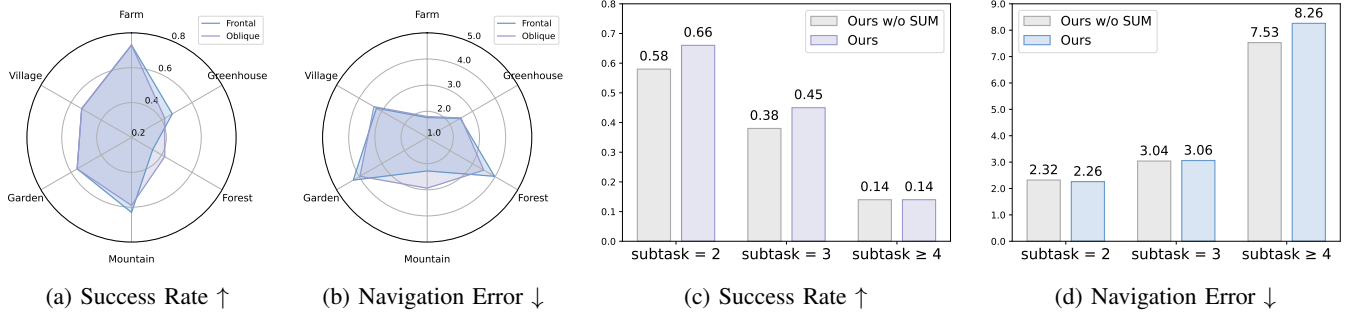 Farm
0.8
Frontal
Oblique
0.6
Village
Greenhouse
0.4
0.2
Garden
Forest
Mountain
(a) Success Rate ↑
Farm
5.0
Frontal
Oblique
4.0
Village
Greenhouse
3.0
2.0
1.0
Garden
Forest
Mountain
(b) Navigation Error ↓
0.8
0.7
0.6
0.5
0.4
0.3
0.2
0.1
0.0
Ours w/o SUM
Ours
0.58
0.66
0.38
0.45
0.14
0.14
subtask = 2
subtask = 3
subtask ≥ 4
(c) Success Rate ↑
9.0
8.0
7.0
6.0
5.0
4.0
3.0
2.0
1.0
0.0
Ours w/o SUM
Ours
2.32
2.26
3.04
3.06
7.53
8.26
subtask = 2
subtask = 3
subtask ≥ 4
(d) Navigation Error ↓